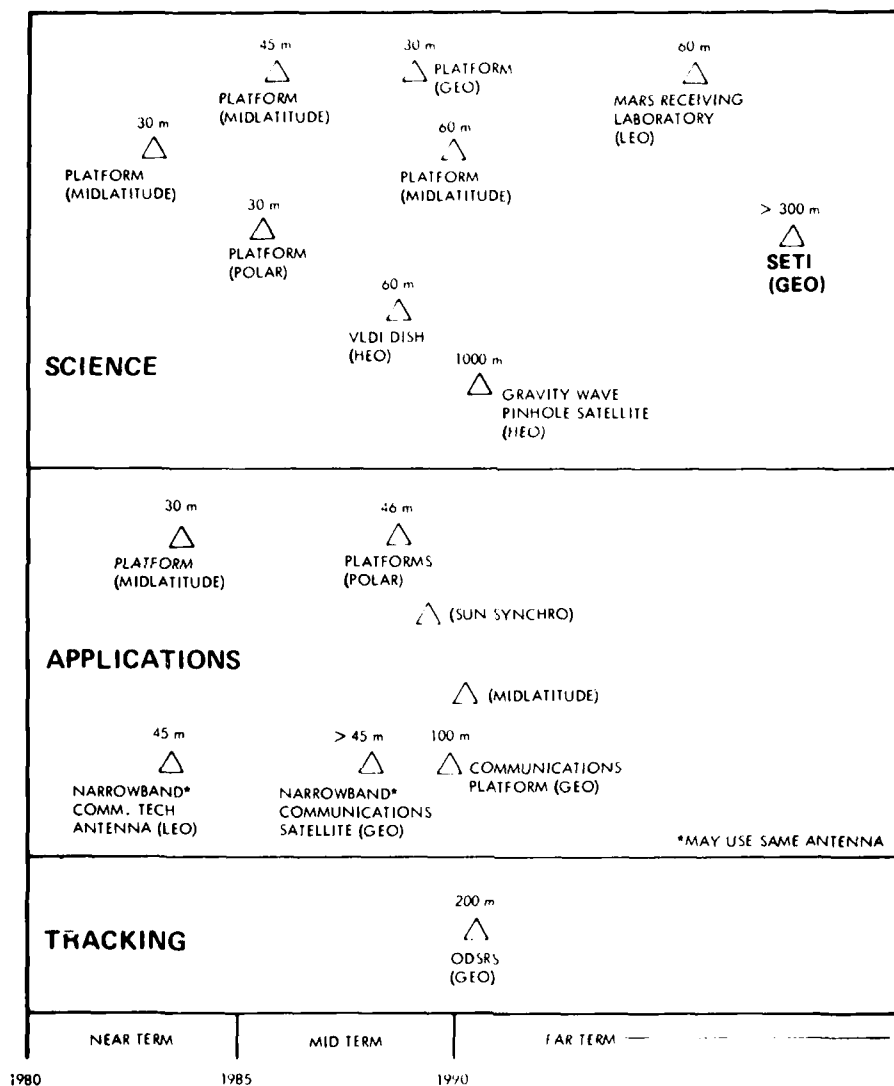 45 m
PLATFORM
(MIDLATITUDE)
30 m
PLATFORM
(GEO)
60 m
MARS RECEIVING
LABORATORY
(LEO)
30 m
PLATFORM
(MIDLATITUDE)
60 m
PLATFORM
(MIDLATITUDE)
30 m
PLATFORM
(POLAR)
> 300 m
SETI
(GEO)
60 m
VLDI DISH
(HEO)
SCIENCE
1000 m
GRAVITY WAVE
PINHOLE SATELLITE
(HEO)
30 m
PLATFORM
(MIDLATITUDE)
46 m
PLATFORMS
(POLAR)
(SUN SYNCHRO)
APPLICATIONS
(MIDLATITUDE)
45 m
NARROWBAND*
COMM. TECH
ANTENNA (LEO)
> 45 m
NARROWBAND*
COMMUNICATIONS
SATELLITE (GEO)
100 m
COMMUNICATIONS
PLATFORM (GEO)
*MAY USE SAME ANTENNA
TRACKING
200 m
ODSRS
(GEO)
NEAR TERM
MID TERM
FAR TERM
1980
1985
1990